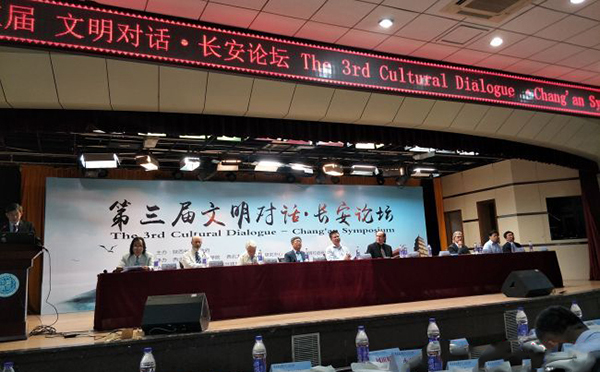 届 文明对话·长安论坛 The 3rd Cultural Dialogue - Chang'an Sy
第三届文明对话·长安论坛
The 3rd Cultural Dialogue - Chang'an Symposium